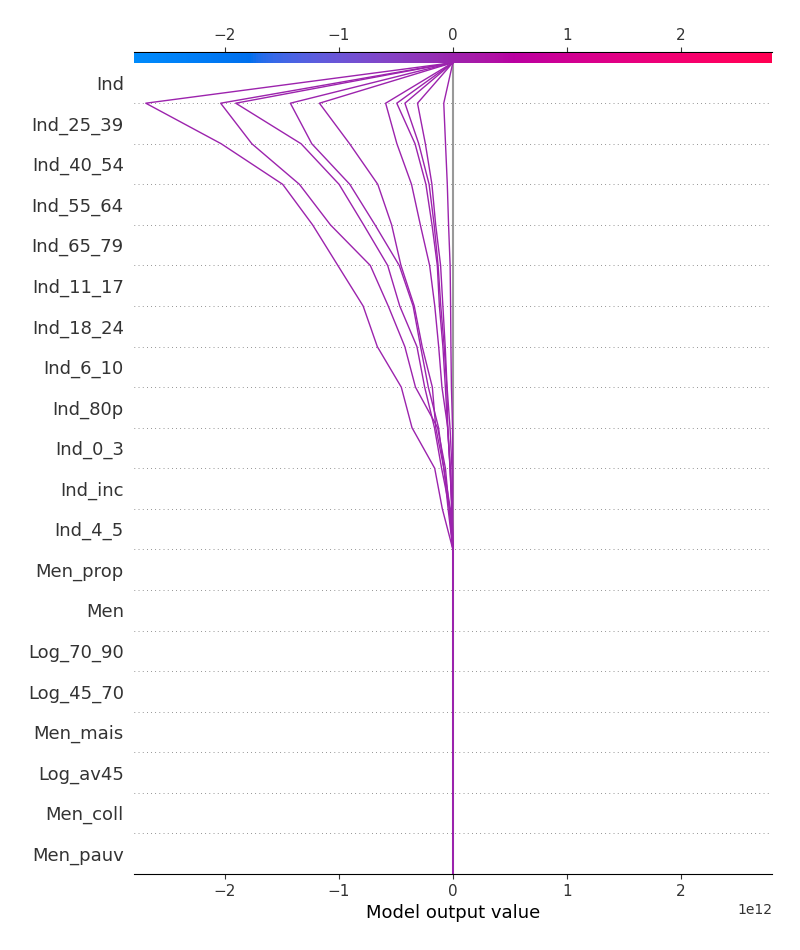 −2 −1 0 1 2
Ind
Ind_25_39
Ind_40_54
Ind_55_64
Ind_65_79
Ind_11_17
Ind_18_24
Ind_6_10
Ind_80p
Ind_0_3
Ind_inc
Ind_4_5
Men_prop
Men
Log_70_90
Log_45_70
Men_mais
Log_av45
Men_coll
Men_pauv
−2 −1 0 1 2
1e12
Model output value